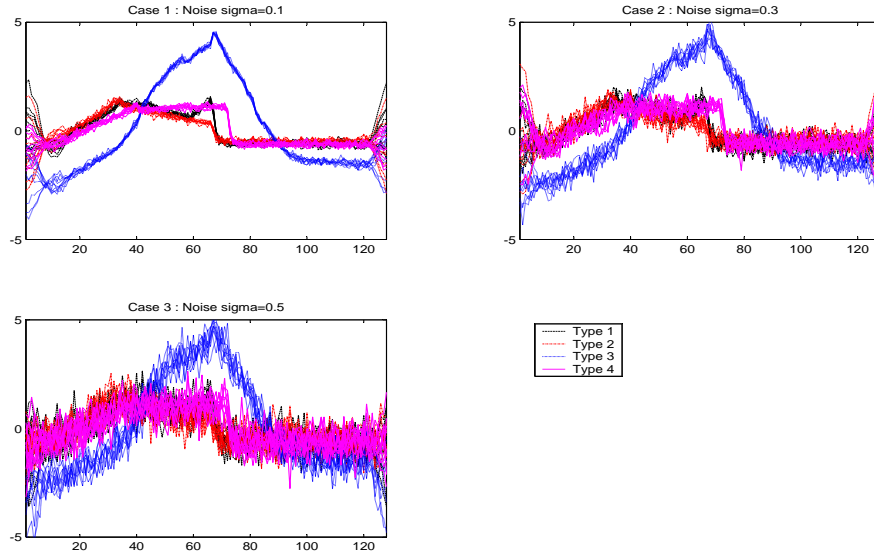 Case 1 : Noise sigma=0.1
5
0
-5
20 40 60 80 100 120
Case 2 : Noise sigma=0.3
5
0
-5
20 40 60 80 100 120
Case 3 : Noise sigma=0.5
5
0
-5
20 40 60 80 100 120
Type 1
Type 2
Type 3
Type 4